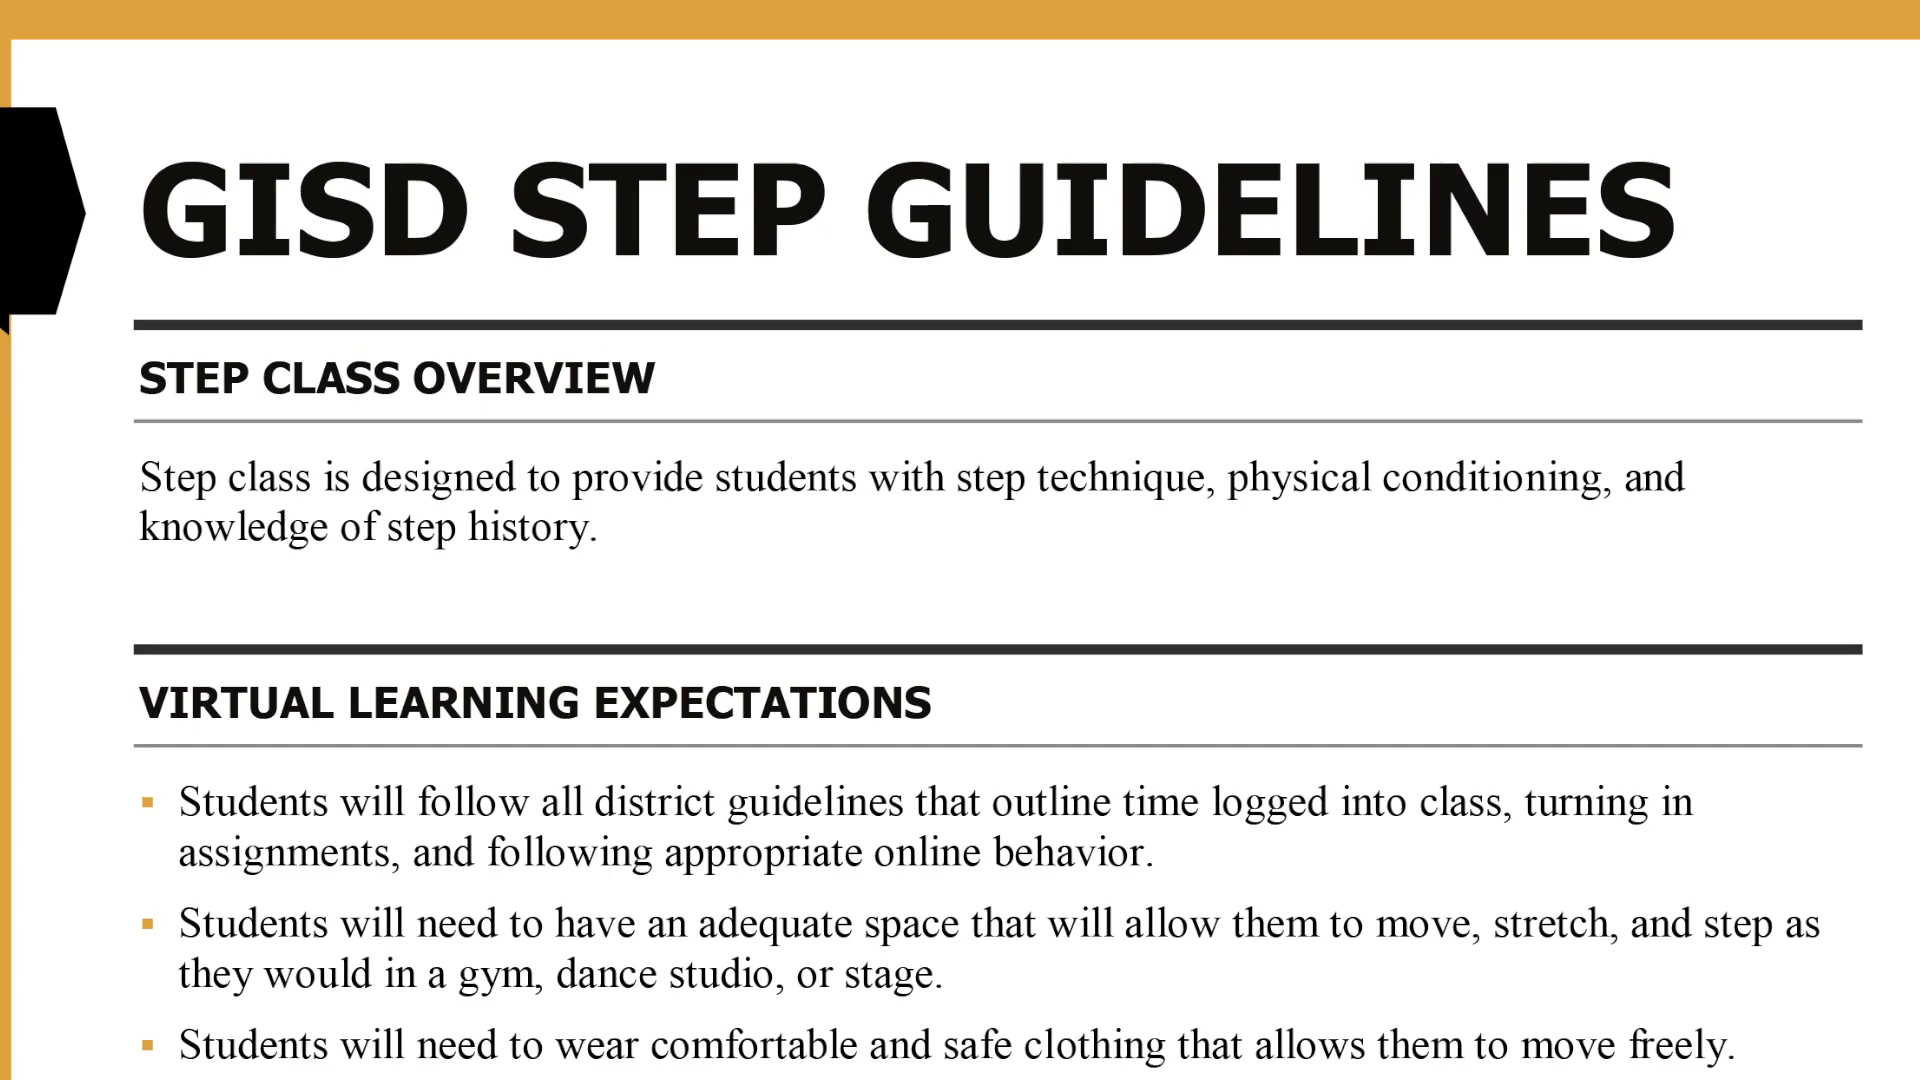 GISD STEP GUIDELINES
STEP CLASS OVERVIEW
Step class is designed to provide students with step technique, physical conditioning, and
knowledge of step history.
VIRTUAL LEARNING EXPECTATIONS
▪ Students will follow all district guidelines that outline time logged into class, turning in
assignments, and following appropriate online behavior.
▪ Students will need to have an adequate space that will allow them to move, stretch, and step as
they would in a gym, dance studio, or stage.
▪ Students will need to wear comfortable and safe clothing that allows them to move freely.